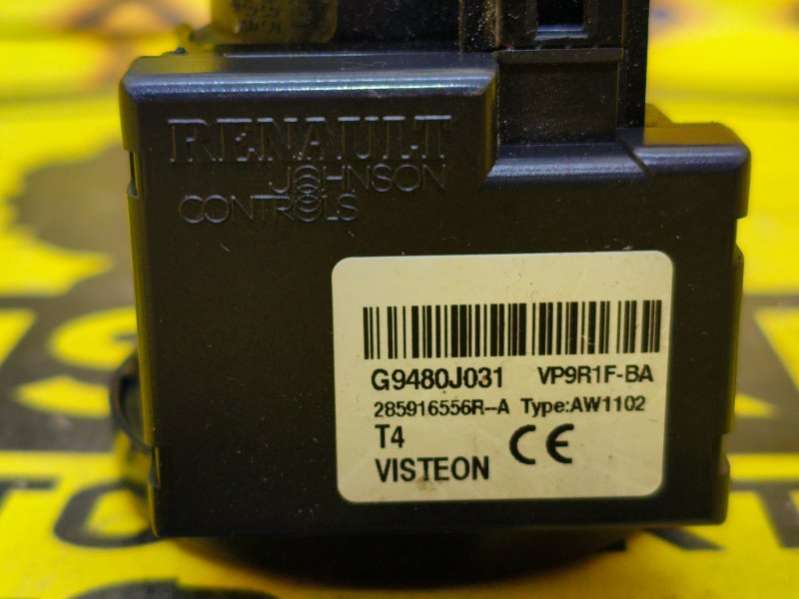 RENAULT
JOHNSON
CONTROLS
G9480J031 VP9R1F-BA
285916556R--A Type:AW1102
T4 CE
VISTEON